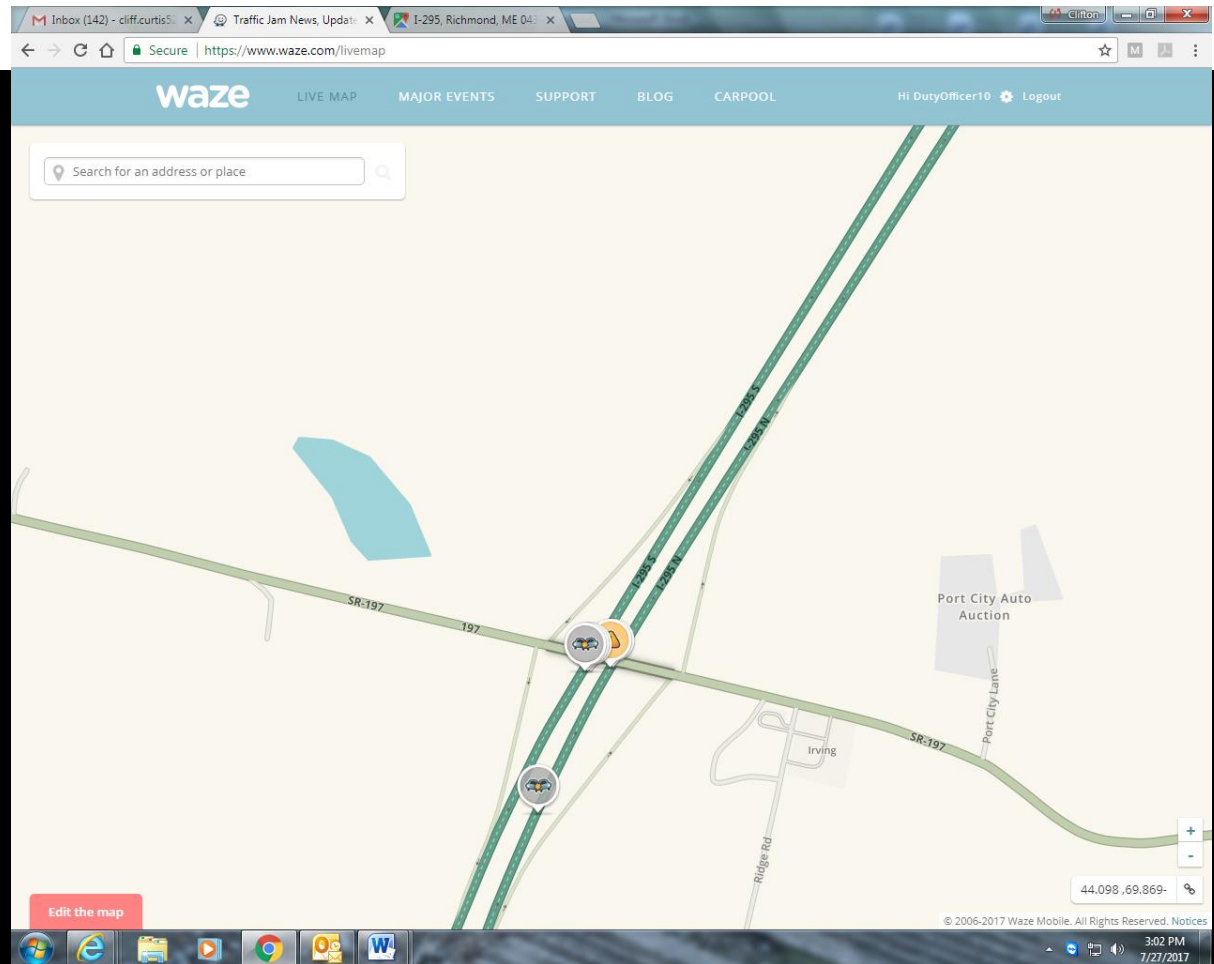 Inbox (142) - cliff.curtis5
Traffic Jam News, Update
I-295, Richmond, ME 043
Clifton
Secure | https://www.waze.com/livemap
waze
LIVE MAP
MAJOR EVENTS
SUPPORT
BLOG
CARPOOL
Hi DutyOfficer10
Logout
Search for an address or place
I-295 S
I-295 N
I-295 S
I-295 N
SR-197
197
Port City Auto
Auction
Port City Lane
SR-197
Irving
Ridge Rd
+
-
44.098 ,69.869-
Edit the map
© 2006-2017 Waze Mobile. All Rights Reserved. Notices
3:02 PM
7/27/2017